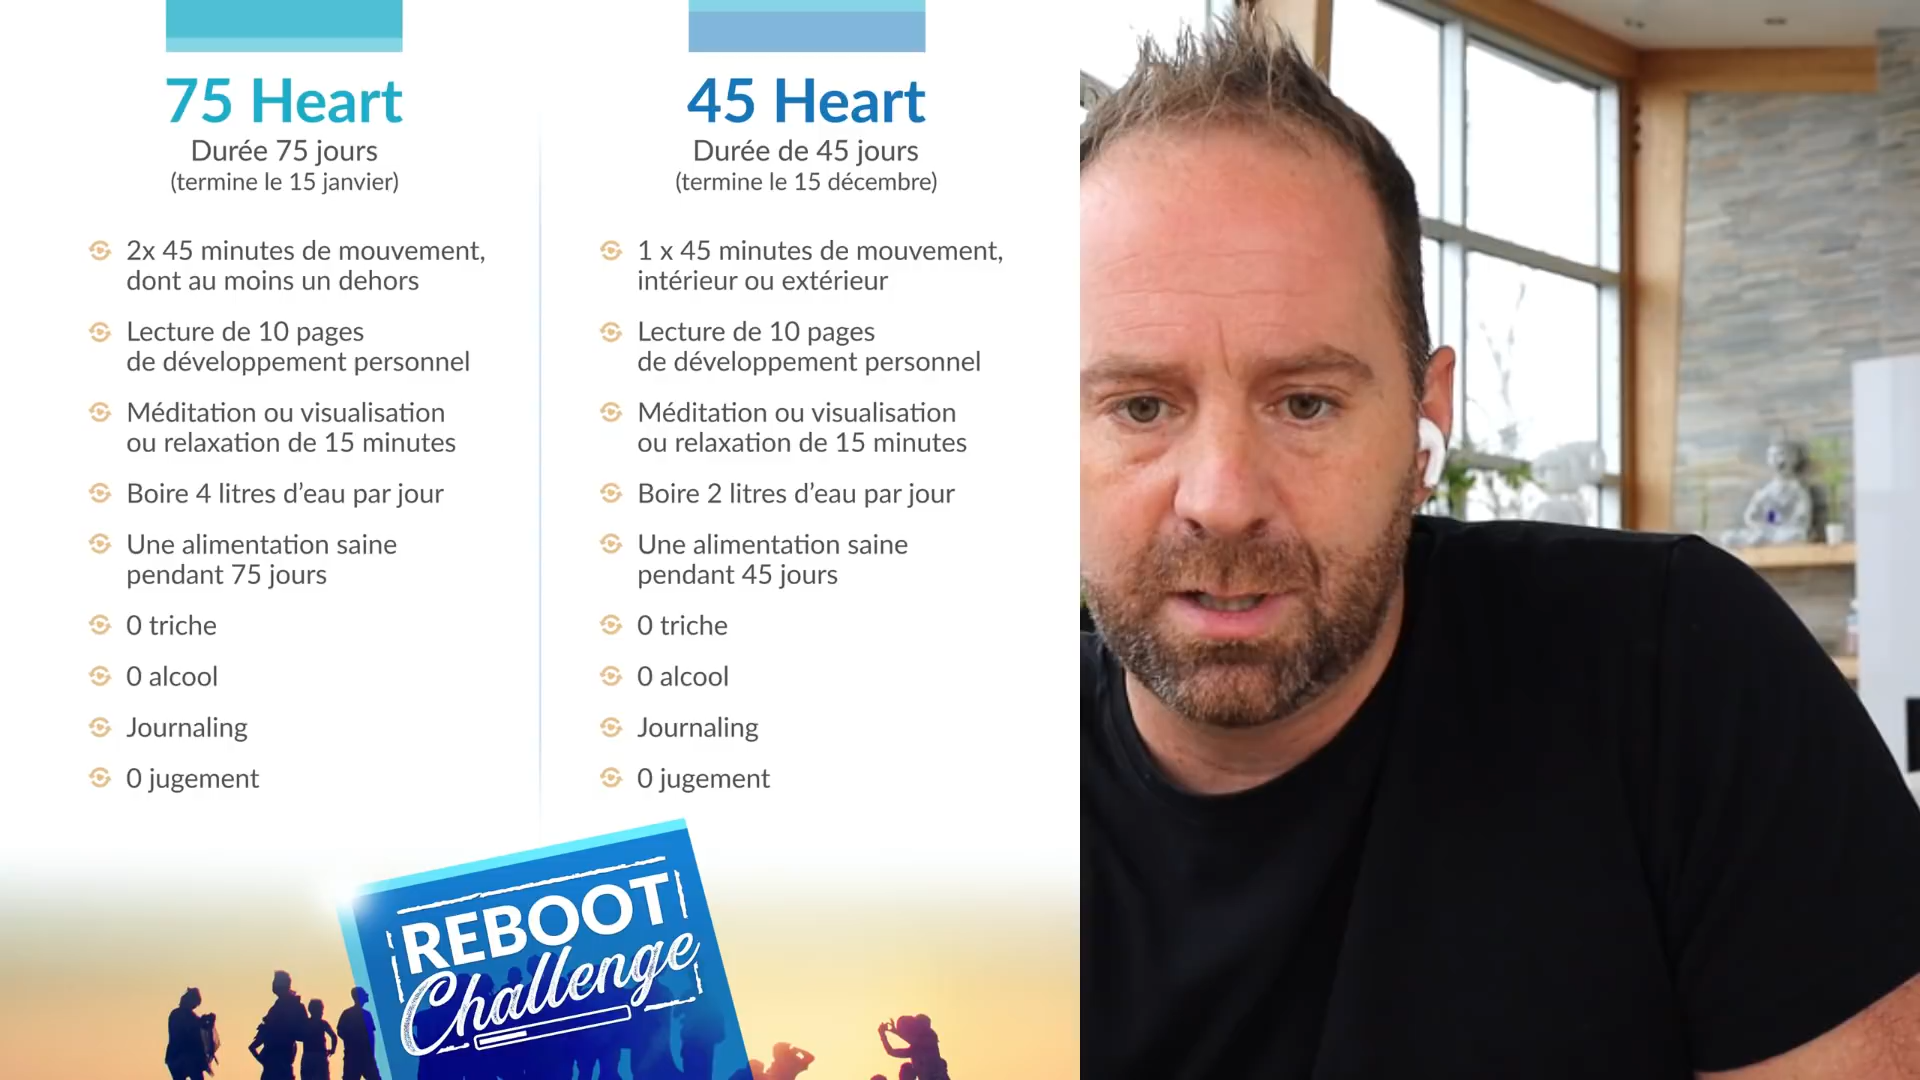 75 Heart
Durée 75 jours
(termine le 15 janvier)
2x 45 minutes de mouvement,
dont au moins un dehors
Lecture de 10 pages
de développement personnel
Méditation ou visualisation
ou relaxation de 15 minutes
Boire 4 litres d’eau par jour
Une alimentation saine
pendant 75 jours
0 triche
0 alcool
Journaling
0 jugement
45 Heart
Durée de 45 jours
(termine le 15 décembre)
1 x 45 minutes de mouvement,
intérieur ou extérieur
Lecture de 10 pages
de développement personnel
Méditation ou visualisation
ou relaxation de 15 minutes
Boire 2 litres d’eau par jour
Une alimentation saine
pendant 45 jours
0 triche
0 alcool
Journaling
0 jugement
REBOOT
Challenge